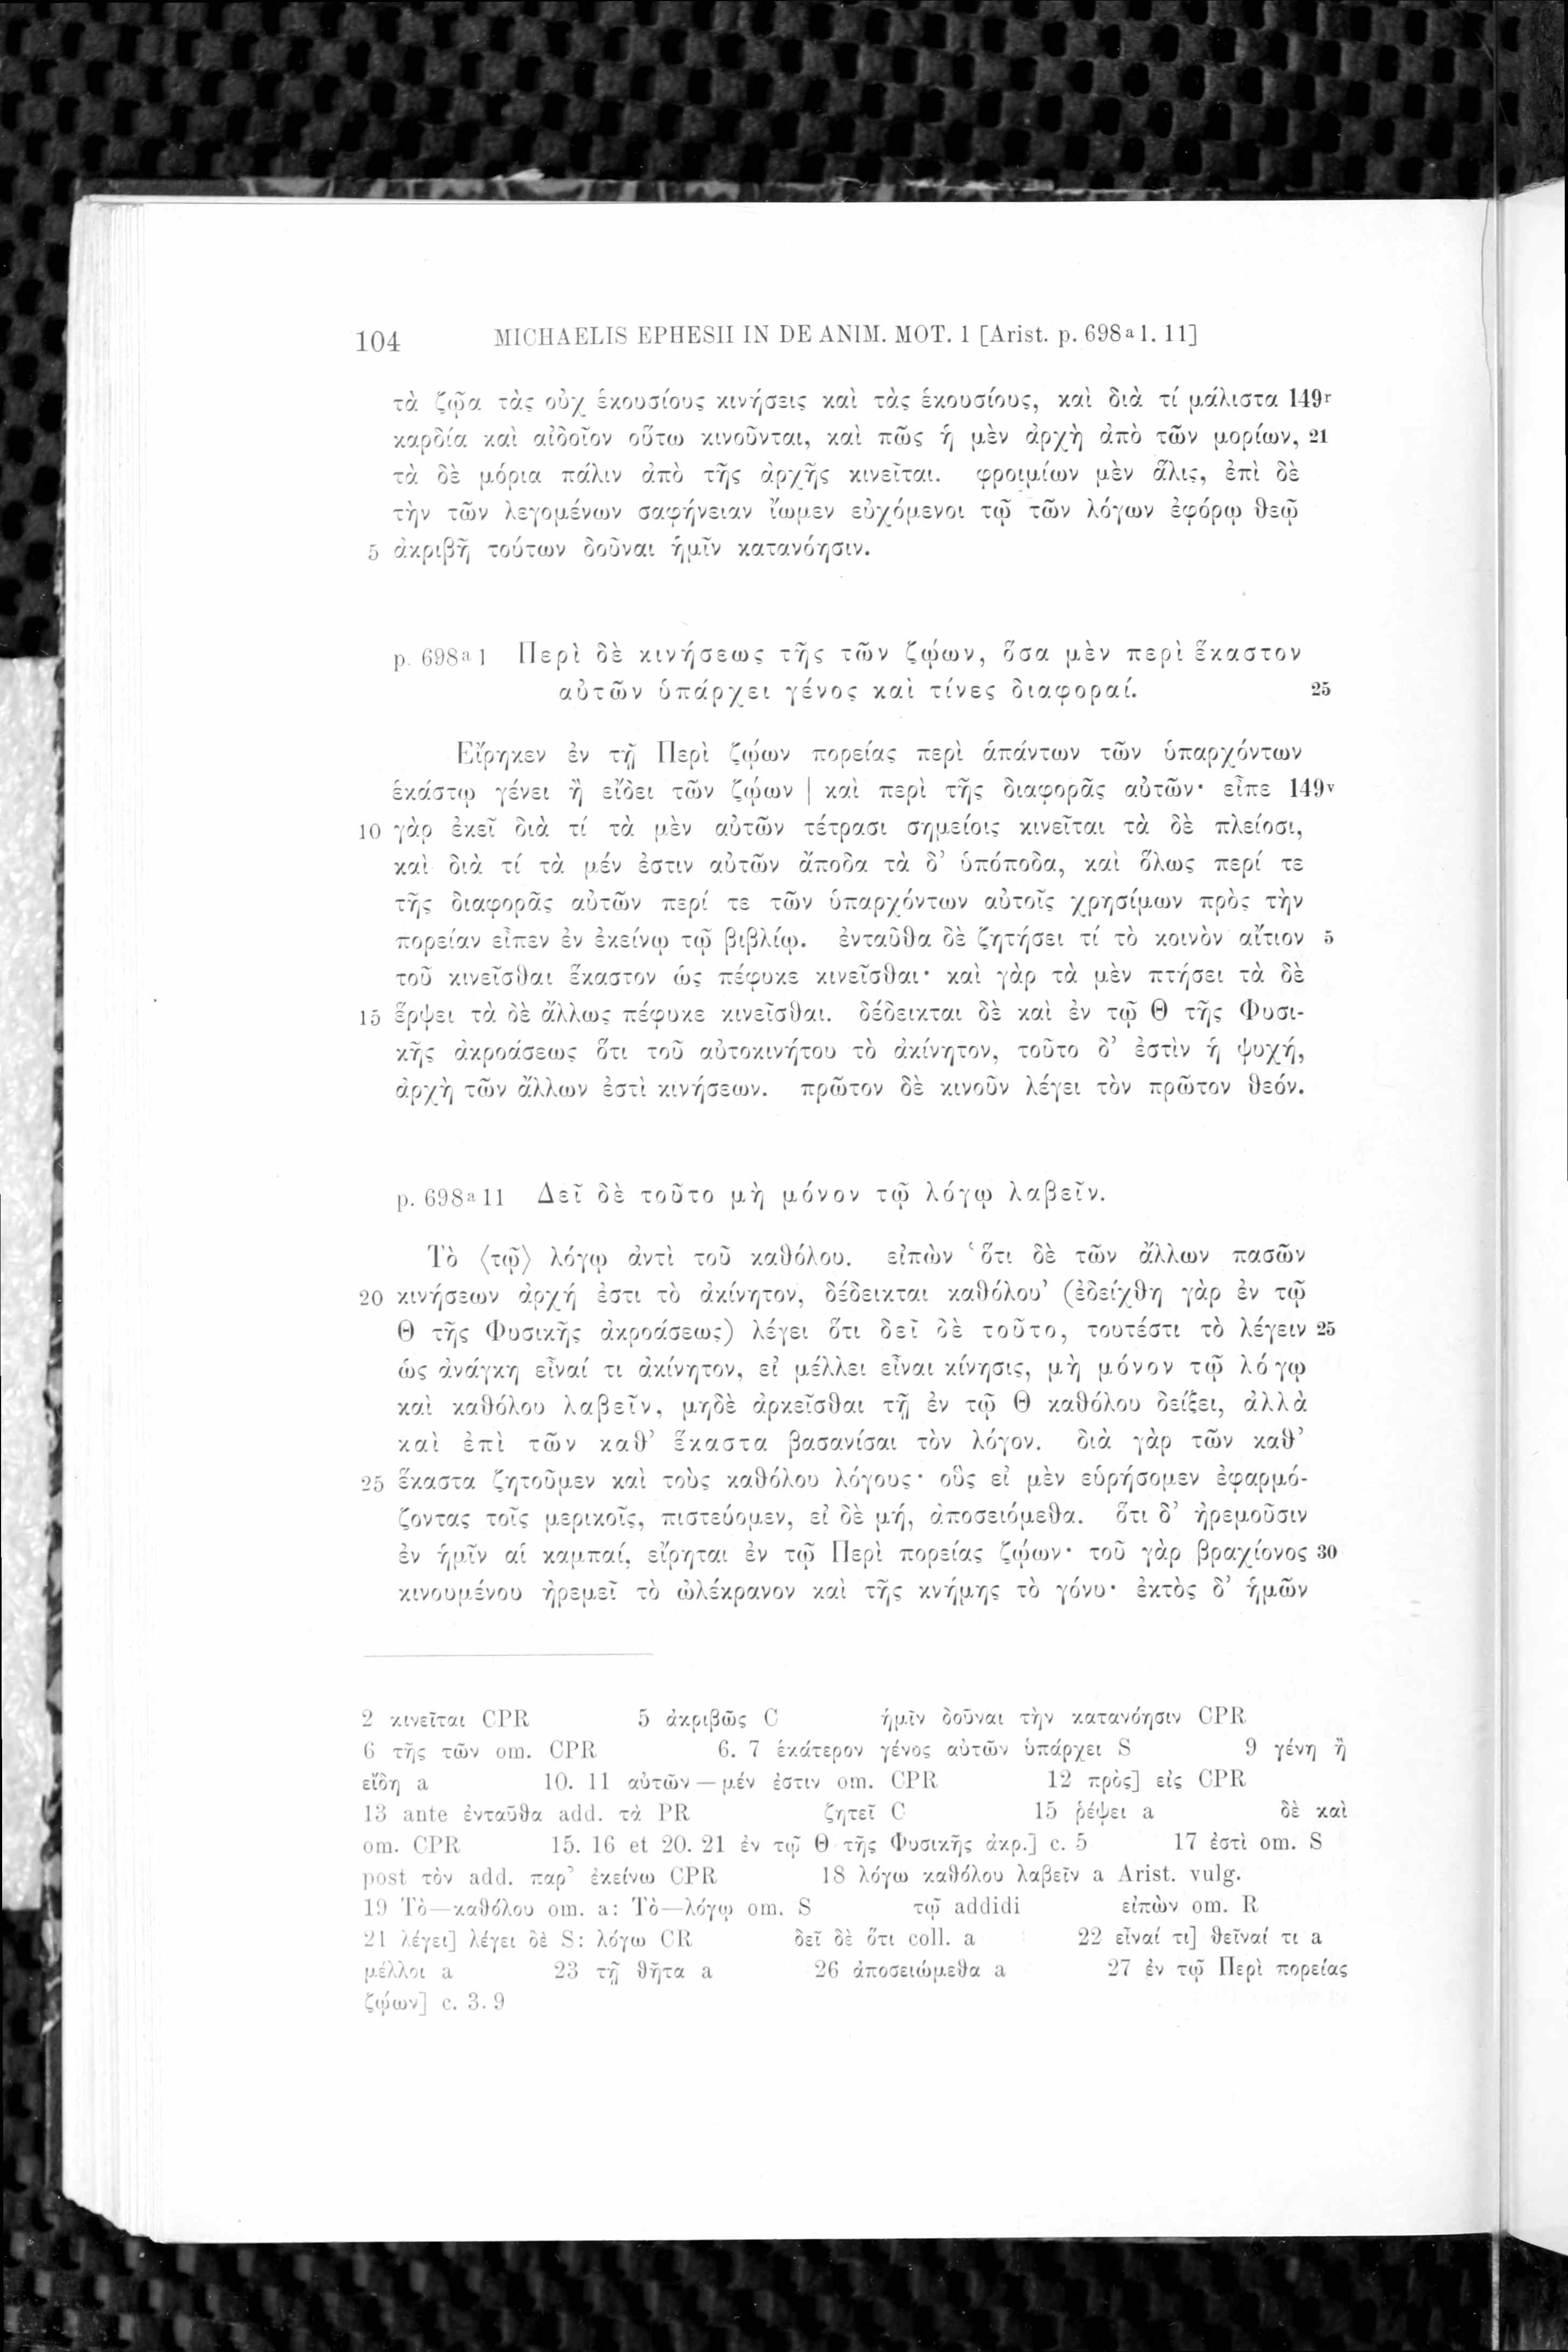 104 MICHAELIS EPHESII IN DE ANIM. MOT. 1 [Arist. p. 698a l. 11]
τὰ ζῷα τὰς οὐχ ἑκουσίους κινήσεις καὶ τὰς ἑκουσίους, καὶ διὰ τί μάλιστα 149r
καρδία καὶ αἰδοῖον οὕτω κινοῦνται, καὶ πῶς ἡ μὲν ἀρχὴ ἀπὸ τῶν μορίων, 21
τὰ δὲ μόρια πάλιν ἀπὸ τῆς ἀρχῆς κινεῖται. φροιμίων μὲν ἅλις, ἐπὶ δὲ
τὴν τῶν λεγομένων σαφήνειαν ἴωμεν εὐχόμενοι τῷ τῶν λόγων ἐφόρῳ θεῷ
5 ἀκριβῆ τούτων δοῦναι ἡμῖν κατανόησιν.
p. 698a1 Περὶ δὲ κινήσεως τῆς τῶν ζῴων, ὅσα μὲν περὶ ἕκαστον
αὐτῶν ὑπάρχει γένος καὶ τίνες διαφοραί. 25
Εἴρηκεν ἐν τῇ Περὶ ζῴων πορείας περὶ ἁπάντων τῶν ὑπαρχόντων
ἑκάστῳ γένει ἢ εἴδει τῶν ζῴων | καὶ περὶ τῆς διαφορᾶς αὐτῶν· εἶπε 149v
10 γὰρ ἐκεῖ διὰ τί τὰ μὲν αὐτῶν τέτρασι σημείοις κινεῖται τὰ δὲ πλείοσι,
καὶ διὰ τί τὰ μέν ἐστιν αὐτῶν ἄποδα τὰ δ’ ὑπόποδα, καὶ ὅλως περί τε
τῆς διαφορᾶς αὐτῶν περί τε τῶν ὑπαρχόντων αὐτοῖς χρησίμων πρὸς τὴν
πορείαν εἶπεν ἐν ἐκείνῳ τῷ βιβλίῳ. ἐνταῦθα δὲ ζητήσει τί τὸ κοινὸν αἴτιον 5
τοῦ κινεῖσθαι ἕκαστον ὡς πέφυκε κινεῖσθαι· καὶ γὰρ τὰ μὲν πτήσει τὰ δὲ
15 ἕρψει τὰ δὲ ἄλλως πέφυκε κινεῖσθαι. δέδεικται δὲ καὶ ἐν τῷ Θ τῆς Φυσι-
κῆς ἀκροάσεως ὅτι τοῦ αὐτοκινήτου τὸ ἀκίνητον, τοῦτο δ’ ἐστὶν ἡ ψυχή,
ἀρχὴ τῶν ἄλλων ἐστὶ κινήσεων. πρῶτον δὲ κινοῦν λέγει τὸν πρῶτον θεόν.
p. 698a11 Δεῖ δὲ τοῦτο μὴ μόνον τῷ λόγῳ λαβεῖν.
Τὸ ⟨τῷ⟩ λόγῳ ἀντὶ τοῦ καθόλου. εἰπὼν ‘ὅτι δὲ τῶν ἄλλων πασῶν
20 κινήσεων ἀρχή ἐστι τὸ ἀκίνητον, δέδεικται καθόλου’ (ἐδείχθη γὰρ ἐν τῷ
Θ τῆς Φυσικῆς ἀκροάσεως) λέγει ὅτι δεῖ δὲ τοῦτο, τουτέστι τὸ λέγειν 25
ὡς ἀνάγκη εἶναί τι ἀκίνητον, εἰ μέλλει εἶναι κίνησις, μὴ μόνον τῷ λόγῳ
καὶ καθόλου λαβεῖν, μηδὲ ἀρκεῖσθαι τῇ ἐν τῷ Θ καθόλου δείξει, ἀλλὰ
καὶ ἐπὶ τῶν καθ’ ἕκαστα βασανίσαι τὸν λόγον. διὰ γὰρ τῶν καθ’
25 ἕκαστα ζητοῦμεν καὶ τοὺς καθόλου λόγους· οὓς εἰ μὲν εὑρήσομεν ἐφαρμό-
ζοντας τοῖς μερικοῖς, πιστεύομεν, εἰ δὲ μή, ἀποσειόμεθα. ὅτι δ’ ἠρεμοῦσιν
ἐν ἡμῖν αἱ καμπαί, εἴρηται ἐν τῷ Περὶ πορείας ζῴων· τοῦ γὰρ βραχίονος 30
κινουμένου ἠρεμεῖ τὸ ὠλέκρανον καὶ τῆς κνήμης τὸ γόνυ· ἐκτὸς δ’ ἡμῶν
2 κινεῖται CPR 5 ἀκριβῶς C ἡμῖν δοῦναι τὴν κατανόησιν CPR
6 τῆς τῶν om. CPR 6. 7 ἑκάτερον γένος αὐτῶν ὑπάρχει S 9 γένη ἢ
εἴδη a 10. 11 αὐτῶν—μέν ἐστιν om. CPR 12 πρὸς] εἰς CPR
13 ante ἐνταῦθα add. τὰ PR ζητεῖ C 15 ῥέψει a δὲ καὶ
om. CPR 15. 16 et 20. 21 ἐν τῷ Θ τῆς Φυσικῆς ἀκρ.] c. 5 17 ἐστὶ om. S
post τὸν add. παρ’ ἐκείνω CPR 18 λόγω καθόλου λαβεῖν a Arist. vulg.
19 Τὸ—καθόλου om. a: Τὸ—λόγῳ om. S τῷ addidi εἰπὼν om. R
21 λέγει] λέγει δὲ S: λόγω CR δεῖ δὲ ὅτι coll. a 22 εἶναί τι] θεῖναί τι a
μέλλοι a 23 τῇ θῆτα a 26 ἀποσειώμεθα a 27 ἐν τῷ Περὶ πορείας
ζῴων] c. 3. 9